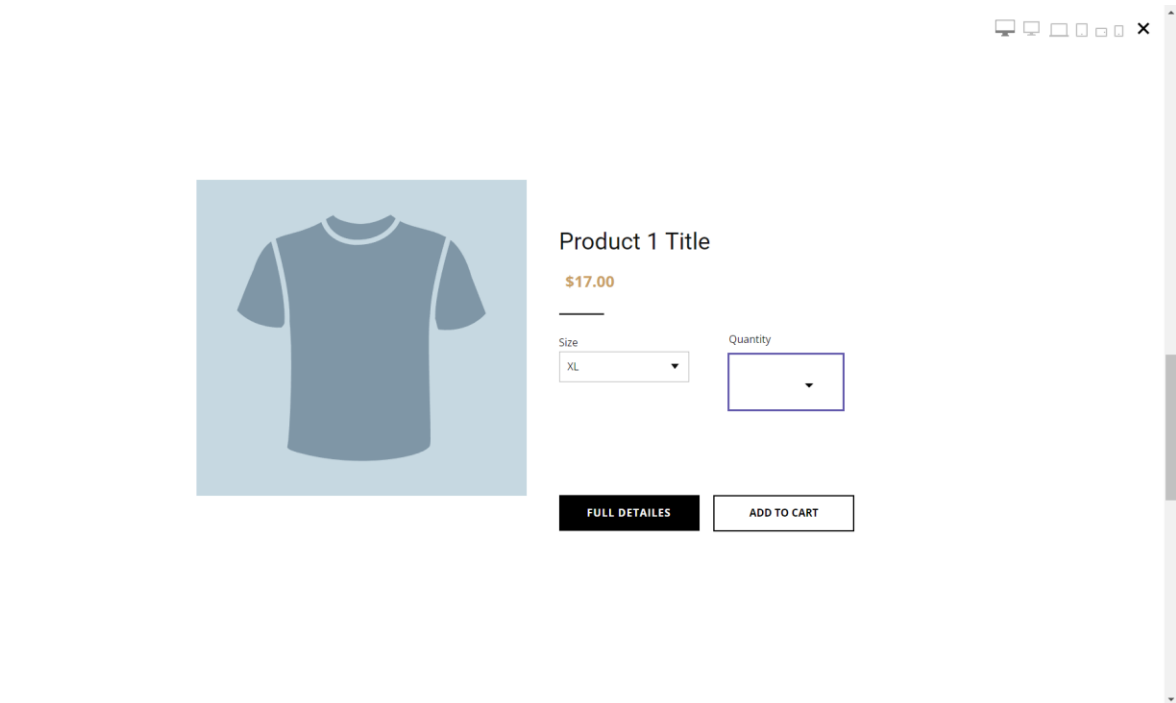 Product 1 Title
$17.00
Size
Quantity
XL
FULL DETAILES
ADD TO CART